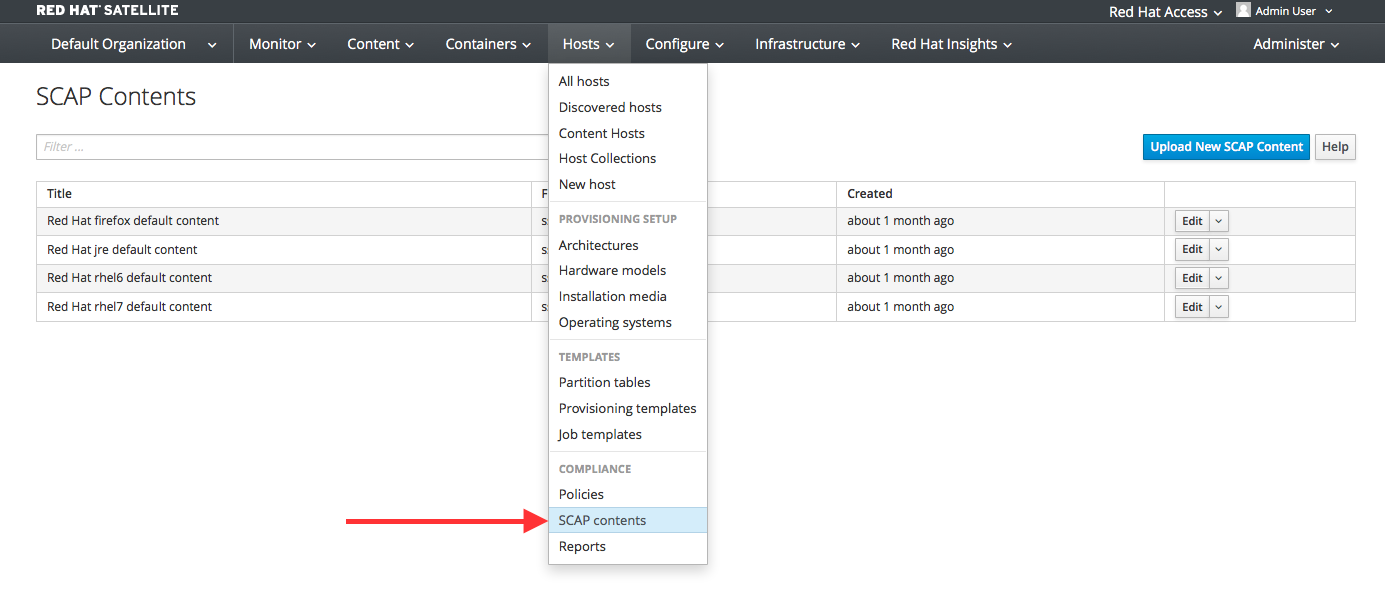 RED HAT SATELLITE
Red Hat Access Admin User
Default Organization Monitor Content Containers Hosts Configure Infrastructure Red Hat Insights Administer
SCAP Contents
Filter ...
Upload New SCAP Content Help
Title Created
Red Hat firefox default content about 1 month ago Edit
Red Hat jre default content about 1 month ago Edit
Red Hat rhel6 default content about 1 month ago Edit
Red Hat rhel7 default content about 1 month ago Edit
All hosts
Discovered hosts
Content Hosts
Host Collections
New host
PROVISIONING SETUP
Architectures
Hardware models
Installation media
Operating systems
TEMPLATES
Partition tables
Provisioning templates
Job templates
COMPLIANCE
Policies
SCAP contents
Reports